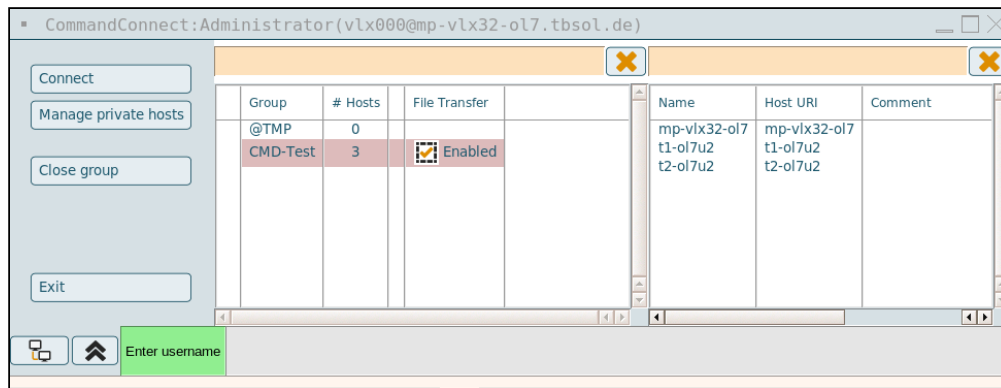 CommandConnect:Administrator(vlx000@mp-vlx32-ol7.tbsol.de)
Connect
Manage private hosts
Close group
Exit
Group # Hosts File Transfer
@TMP 0
CMD-Test 3 Enabled
Name Host URI Comment
mp-vlx32-ol7 mp-vlx32-ol7
t1-ol7u2 t1-ol7u2
t2-ol7u2 t2-ol7u2
Enter username